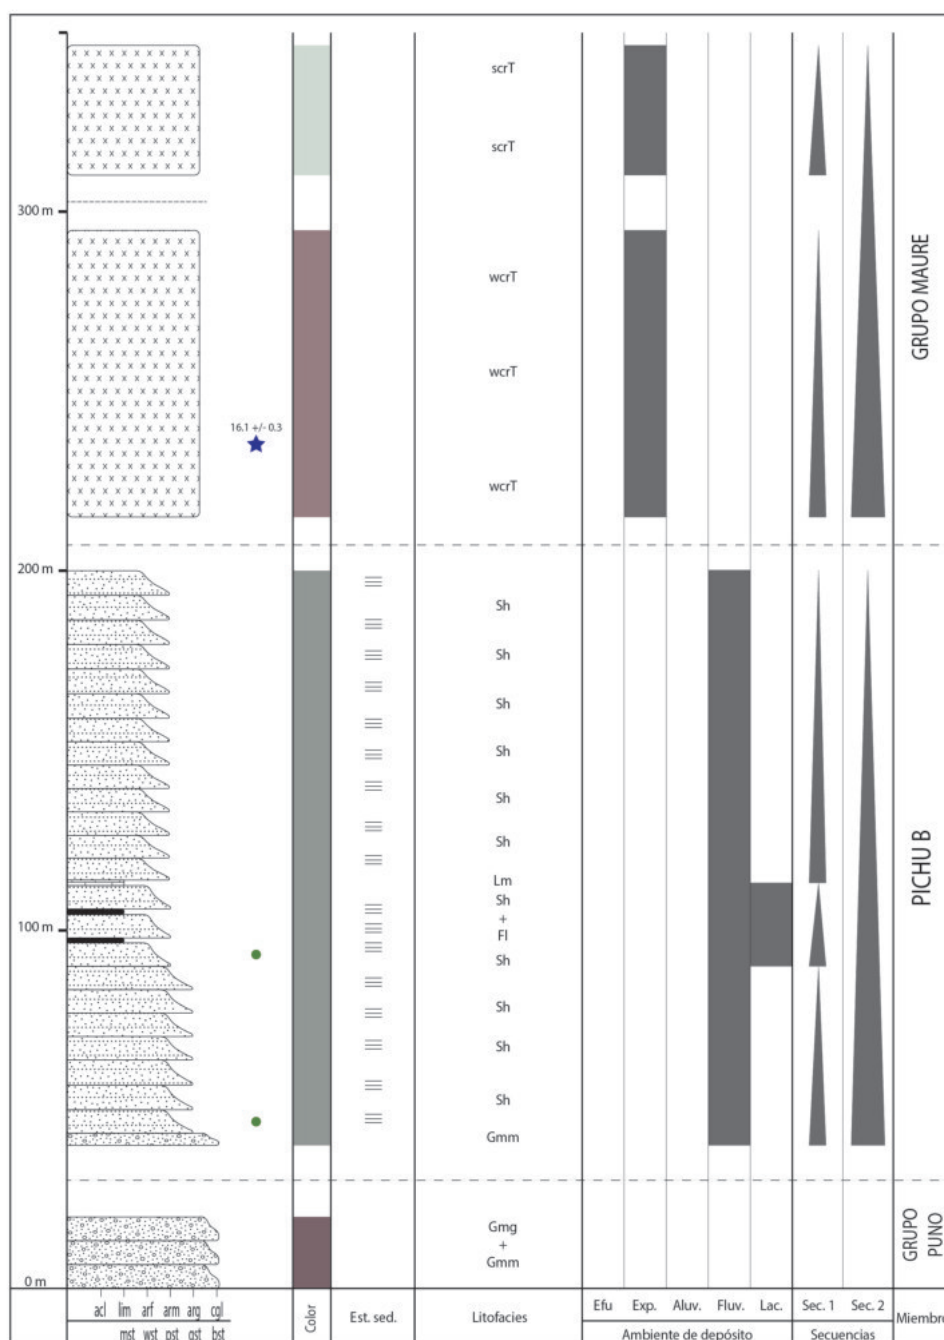 scrT
scrT
300 m
wcrT
wcrT
16.1 +/- 0.3
wcrT
GRUPO MAURE
200 m
Sh
Sh
Sh
Sh
Sh
Sh
Lm
Sh
+
100 m
Fl
Sh
Sh
Sh
Sh
Gmm
PICHU B
Gmg
+
Gmm
GRUPO
PUNO
0 m
acl lim arf arm arg cgl
mst wst pst gst bst
Color
Est. sed.
Litofacies
Efu Exp. Aluv. Fluv. Lac.
Ambiente de depósito
Sec. 1 Sec. 2
Secuencias
Miembro